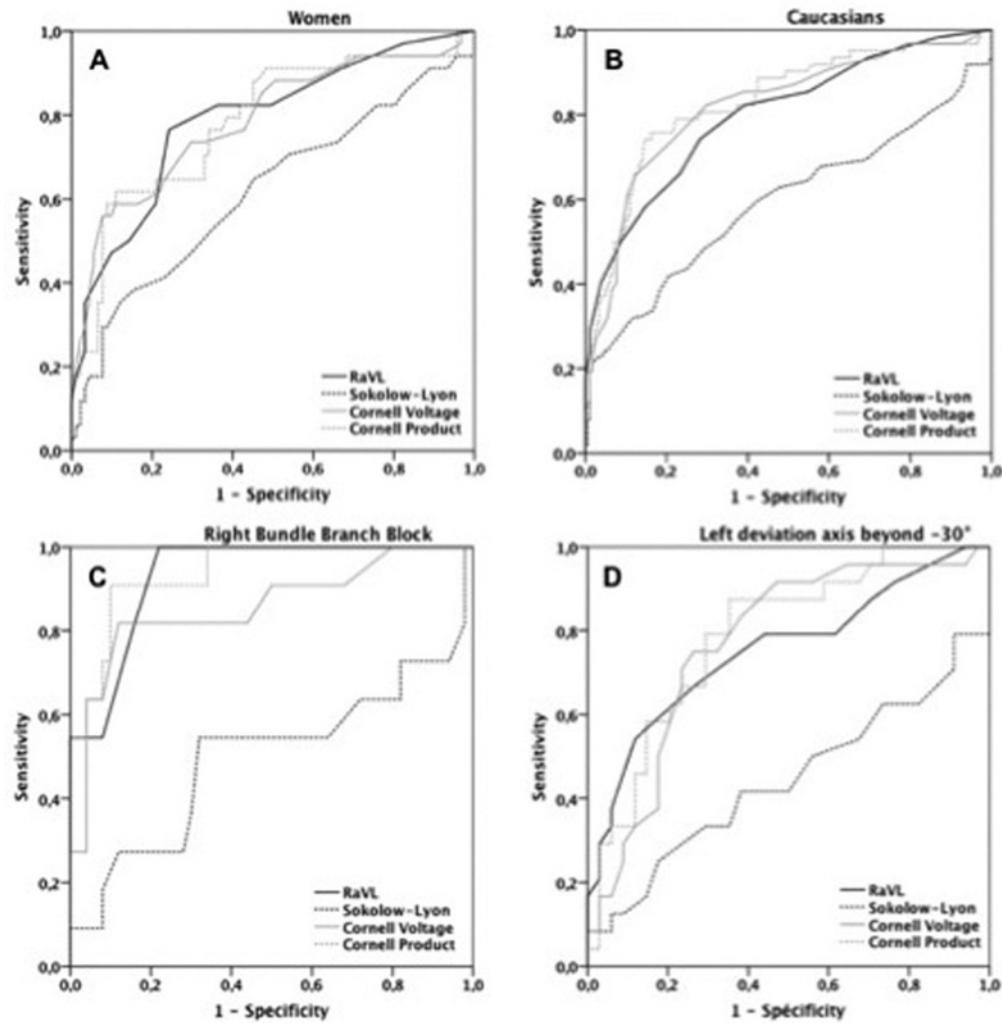 Women
A
1,0
0,8
0,6
0,4
0,2
0,0
Sensitivity
RaVL
Sokolow-Lyon
Cornell Voltage
Cornell Product
0,0 0,2 0,4 0,6 0,8 1,0
1 - Specificity
Caucasians
B
1,0
0,8
0,6
0,4
0,2
0,0
Sensitivity
RaVL
Sokolow-Lyon
Cornell Voltage
Cornell Product
0,0 0,2 0,4 0,6 0,8 1,0
1 - Specificity
Right Bundle Branch Block
C
1,0
0,8
0,6
0,4
0,2
0,0
Sensitivity
RaVL
Sokolow-Lyon
Cornell Voltage
Cornell Product
0,0 0,2 0,4 0,6 0,8 1,0
1 - Specificity
Left deviation axis beyond -30°
D
1,0
0,8
0,6
0,4
0,2
0,0
Sensitivity
RaVL
Sokolow-Lyon
Cornell Voltage
Cornell Product
0,0 0,2 0,4 0,6 0,8 1,0
1 - Spécificity